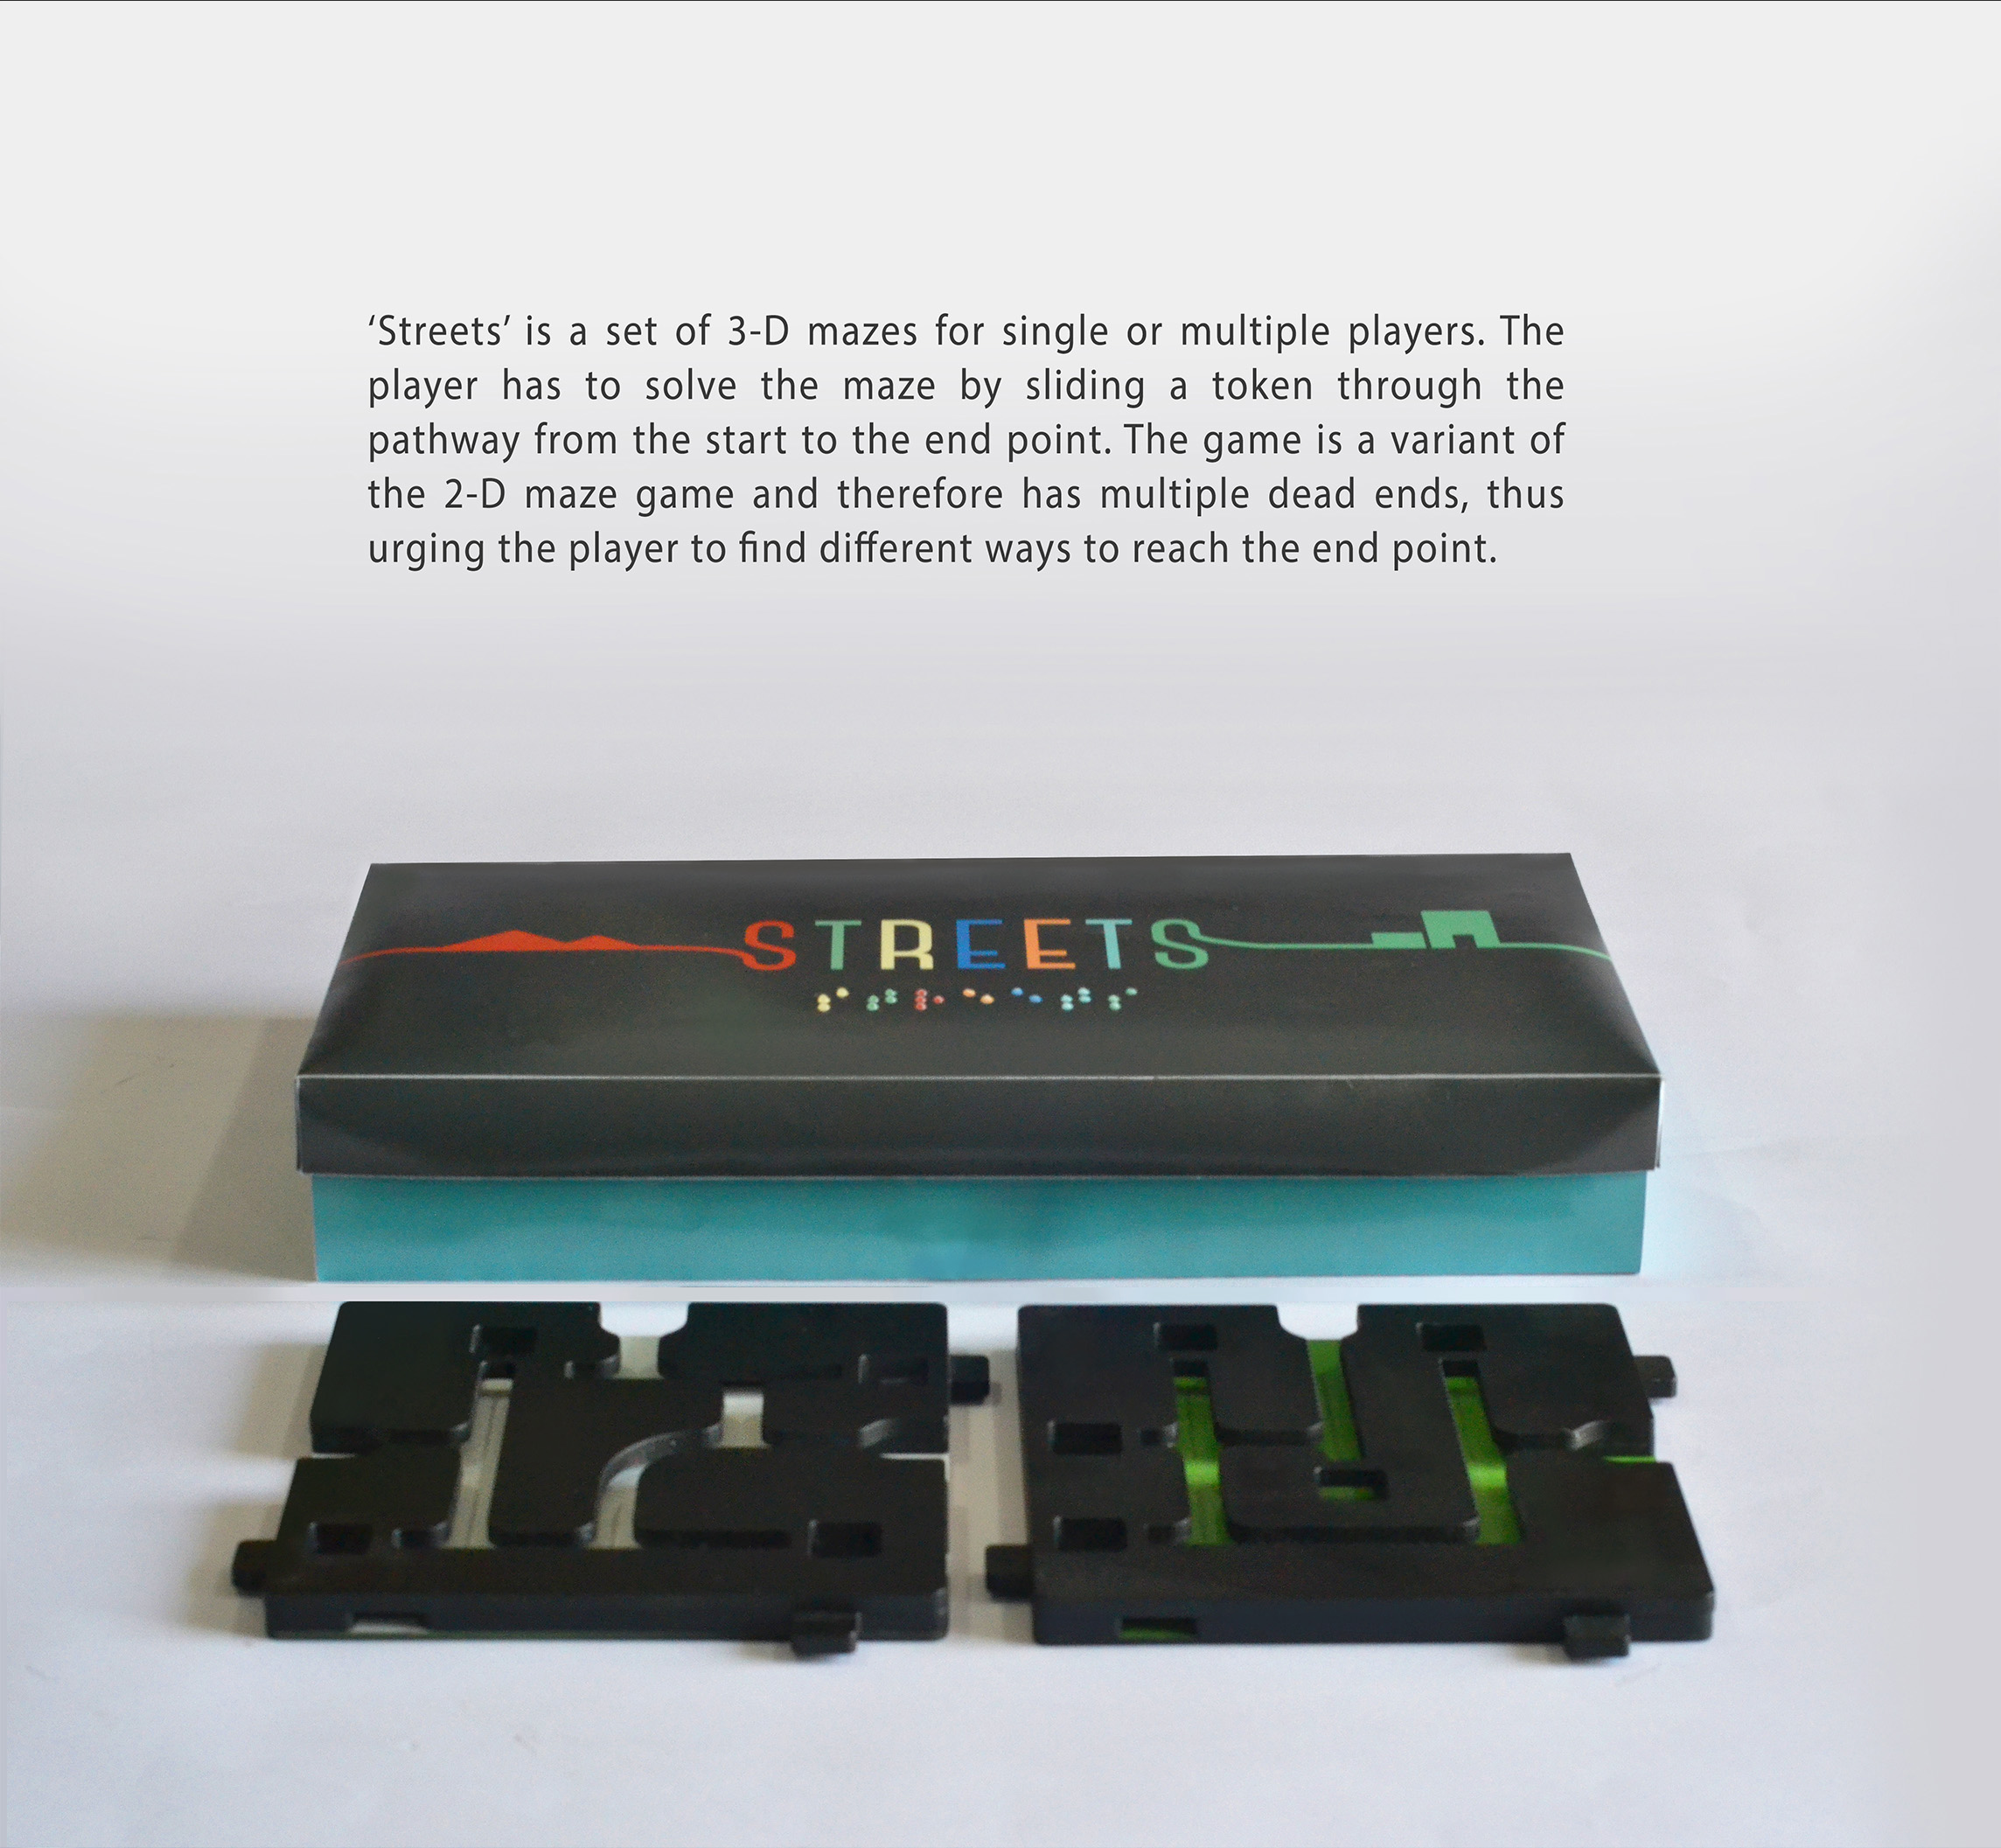 ‘Streets’ is a set of 3-D mazes for single or multiple players. The
player has to solve the maze by sliding a token through the
pathway from the start to the end point. The game is a variant of
the 2-D maze game and therefore has multiple dead ends, thus
urging the player to find different ways to reach the end point.
STREETS
⠎⠞⠗⠑⠑⠞⠎